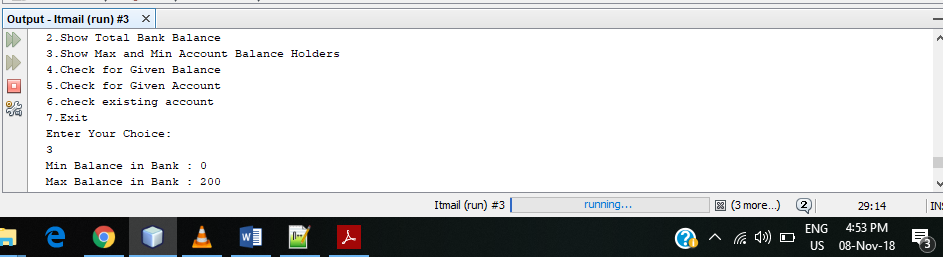 Output - Itmail (run) #3
2.Show Total Bank Balance
3.Show Max and Min Account Balance Holders
4.Check for Given Balance
5.Check for Given Account
6.check existing account
7.Exit
Enter Your Choice:
3
Min Balance in Bank : 0
Max Balance in Bank : 200
Itmail (run) #3 running... (3 more...) 2 29:14 INS
ENG 4:53 PM
US 08-Nov-18 3